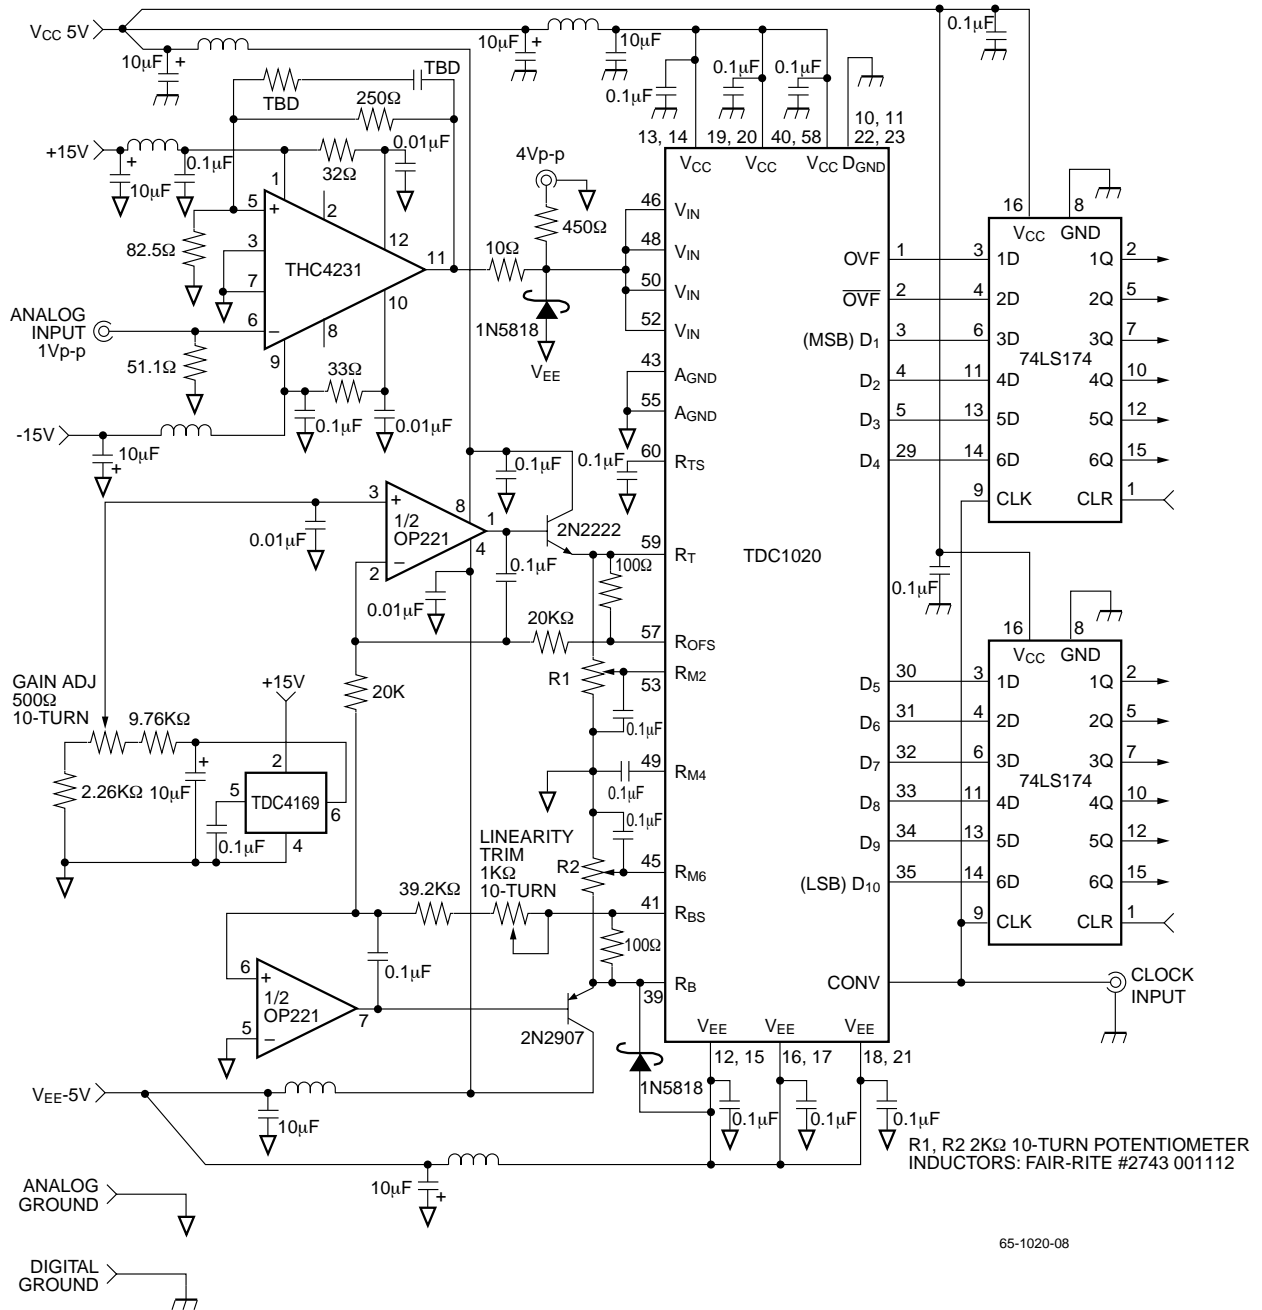 VCC 5V
10µF
+
10µF
+
10µF
0.1µF
TBD
TBD
250Ω
0.1µF
0.1µF
0.1µF
10, 11
13, 14
19, 20
40, 58
22, 23
VCC
VCC
VCC
DGND
+15V
+
10µF
0.1µF
32Ω
0.01µF
1
5
+
2
3
12
82.5Ω
THC4231
11
7
10
ANALOG
INPUT
1Vp-p
6
−
8
9
51.1Ω
33Ω
0.1µF
0.01µF
-15V
10µF
+
4Vp-p
450Ω
10Ω
1N5818
VEE
46
VIN
48
VIN
50
VIN
52
VIN
43
AGND
55
AGND
60
RTS
0.1µF
0.1µF
3
+
8
1
1/2
OP221
4
2
−
0.01µF
0.01µF
0.1µF
2N2222
59
RT
100Ω
TDC1020
20KΩ
57
ROFS
R1
53
RM2
0.1µF
49
RM4
0.1µF
0.1µF
R2
45
RM6
41
RBS
100Ω
39
RB
GAIN ADJ
500Ω
10-TURN
9.76KΩ
+15V
20K
2
2.26KΩ
10µF
+
5
TDC4169
6
0.1µF
4
LINEARITY
TRIM
1KΩ
10-TURN
39.2KΩ
0.1µF
6
+
1/2
OP221
7
5
−
2N2907
1N5818
VEE
VEE
VEE
12, 15
16, 17
18, 21
0.1µF
0.1µF
0.1µF
VEE-5V
10µF
10µF
+
OVF
1
OVF
2
(MSB) D1
3
D2
4
D3
5
D4
29
D5
30
D6
31
D7
32
D8
33
D9
34
(LSB) D10
35
CONV
0.1µF
16
8
VCC GND
3
1D
1Q
2
4
2D
2Q
5
6
3D
3Q
7
74LS174
11
4D
4Q
10
13
5D
5Q
12
14
6D
6Q
15
9
CLK
CLR
1
0.1µF
16
8
VCC GND
3
1D
1Q
2
4
2D
2Q
5
6
3D
3Q
7
74LS174
11
4D
4Q
10
13
5D
5Q
12
14
6D
6Q
15
9
CLK
CLR
1
CLOCK
INPUT
R1, R2 2KΩ 10-TURN POTENTIOMETER
INDUCTORS: FAIR-RITE #2743 001112
ANALOG
GROUND
DIGITAL
GROUND
65-1020-08